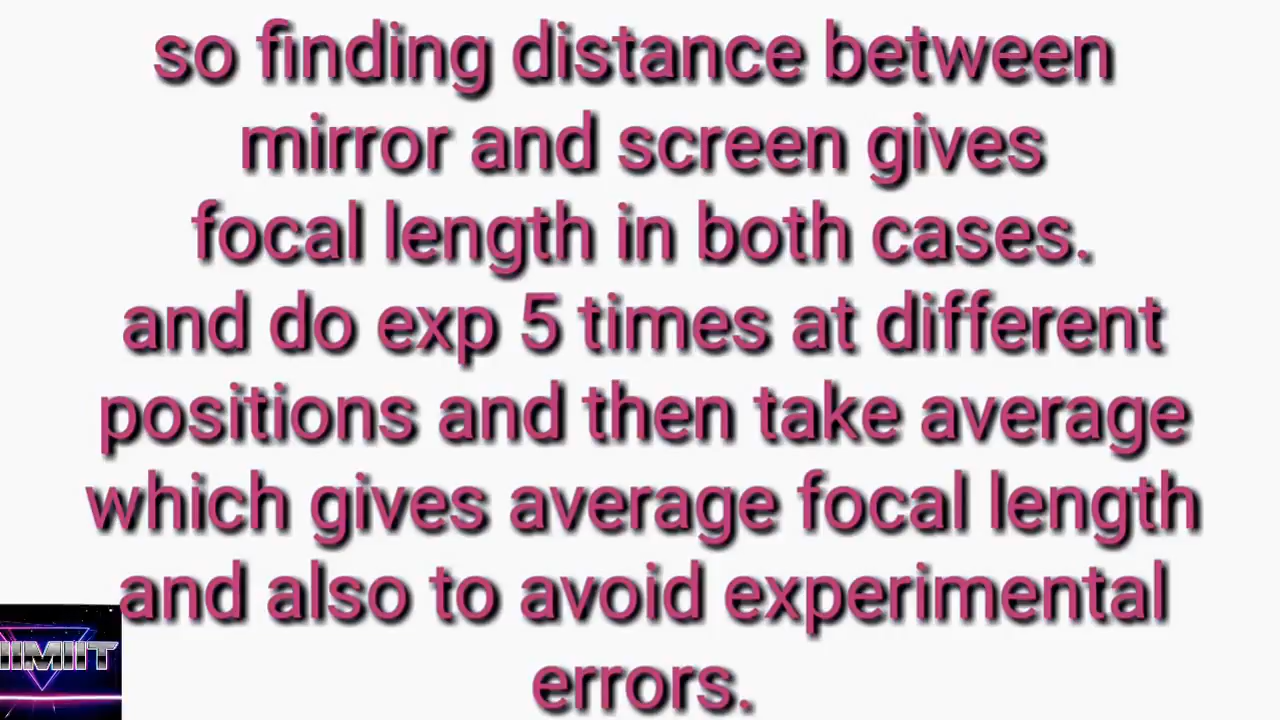 so finding distance between
mirror and screen gives
focal length in both cases.
and do exp 5 times at different
positions and then take average
which gives average focal length
and also to avoid experimental
errors.
IIMIIT